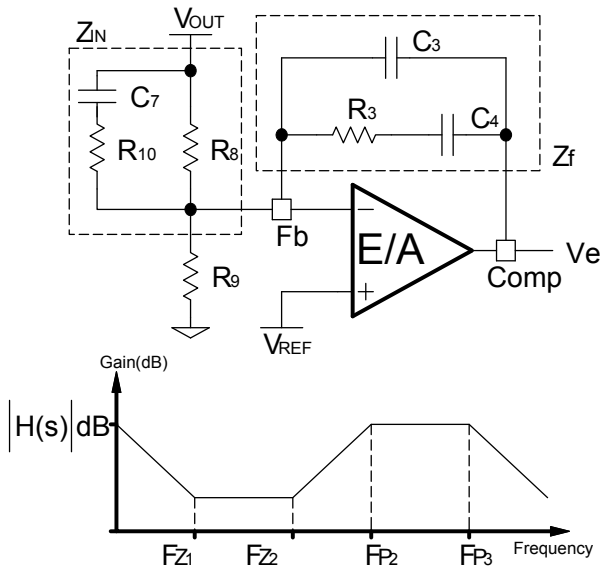 ZIN
VOUT
C7
R10
R8
R9
C3
R3
C4
Zf
Fb
−
E/A
+
Ve
Comp
VREF
Gain(dB)
|H(s)|dB
FZ1
FZ2
FP2
FP3
Frequency